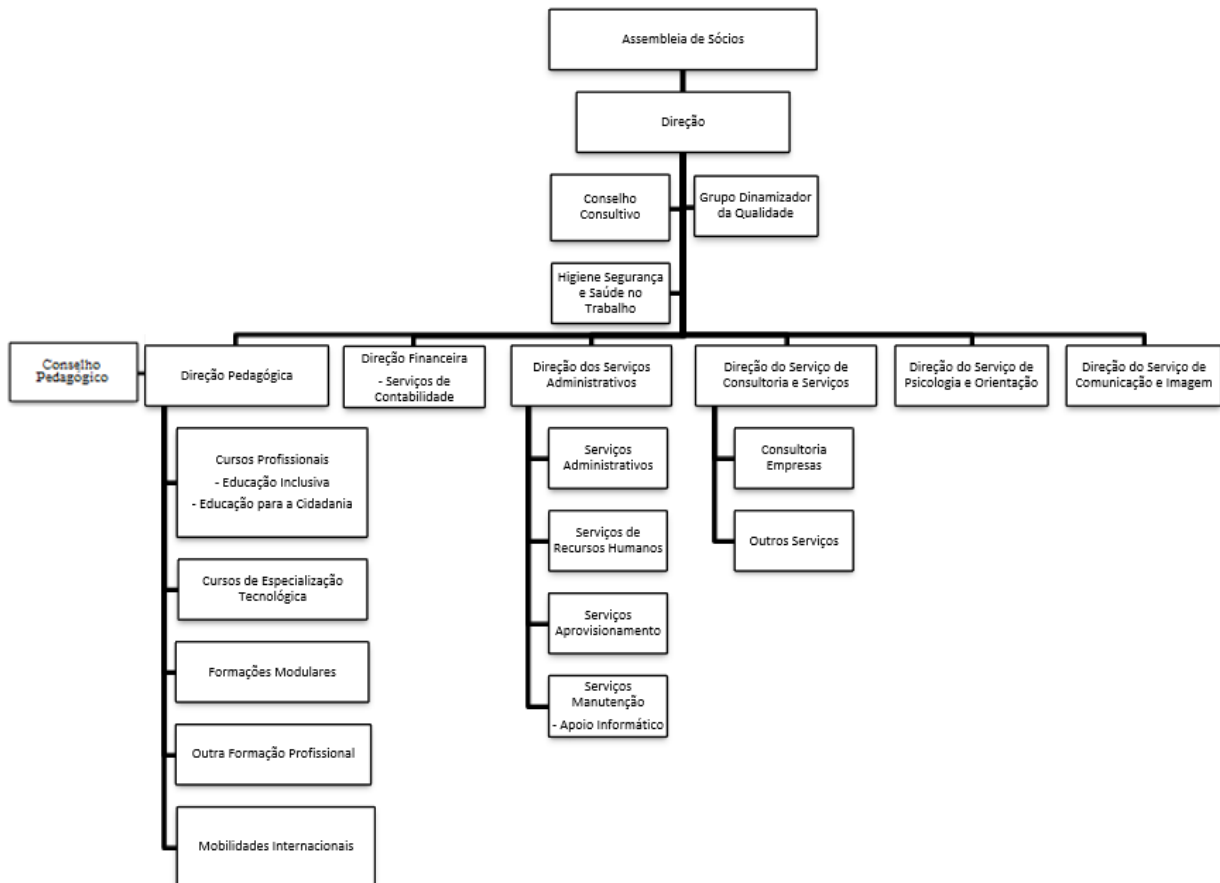 Assembleia de Sócios
Direção
Conselho
Consultivo
Grupo Dinamizador
da Qualidade
Higiene Segurança
e Saúde no
Trabalho
Conselho
Pedagógico
Direção Pedagógica
Direção Financeira
- Serviços de
Contabilidade
Direção dos Serviços
Administrativos
Direção do Serviço de
Consultoria e Serviços
Direção do Serviço de
Psicologia e Orientação
Direção do Serviço de
Comunicação e Imagem
Cursos Profissionais
- Educação Inclusiva
- Educação para a Cidadania
Cursos de Especialização
Tecnológica
Formações Modulares
Outra Formação Profissional
Mobilidades Internacionais
Serviços
Administrativos
Serviços de
Recursos Humanos
Serviços
Aprovisionamento
Serviços
Manutenção
- Apoio Informático
Consultoria
Empresas
Outros Serviços